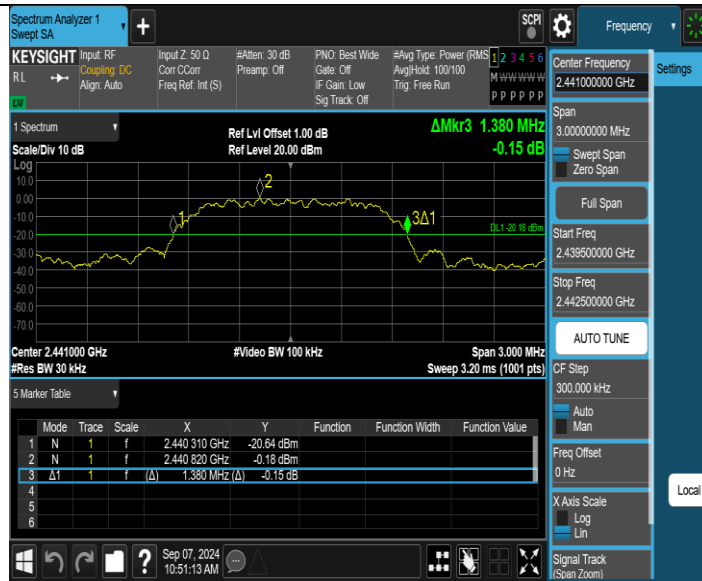 Spectrum Analyzer 1
Swept SA
+
SCPI
Frequency
KEYSIGHT
R L
LXI
Input: RF
Coupling: DC
Align: Auto
Input Z: 50 Ω
Corr CCorr
Freq Ref: Int (S)
#Atten: 30 dB
Preamp: Off
PNO: Best Wide
Gate: Off
IF Gain: Low
Sig Track: Off
#Avg Type: Power (RMS
Avg|Hold: 100/100
Trig: Free Run
1 2 3 4 5 6
M W W W W W
P P P P P P
1 Spectrum
Scale/Div 10 dB
Ref Lvl Offset 1.00 dB
Ref Level 20.00 dBm
ΔMkr3 1.380 MHz
-0.15 dB
Log
10.0
0.00
-10.0
-20.0
-30.0
-40.0
-50.0
-60.0
-70.0
1
2
3Δ1
DL1 -20.18 dBm
Center 2.441000 GHz
#Video BW 100 kHz
Span 3.000 MHz
#Res BW 30 kHz
Sweep 3.20 ms (1001 pts)
5 Marker Table
Mode Trace Scale X Y Function Function Width Function Value
1 N 1 f 2.440 310 GHz -20.64 dBm
2 N 1 f 2.440 820 GHz -0.18 dBm
3 Δ1 1 f (Δ) 1.380 MHz (Δ) -0.15 dB
4
5
6
Center Frequency
2.441000000 GHz
Span
3.00000000 MHz
Swept Span
Zero Span
Full Span
Start Freq
2.439500000 GHz
Stop Freq
2.442500000 GHz
AUTO TUNE
CF Step
300.000 kHz
Auto
Man
Freq Offset
0 Hz
X Axis Scale
Log
Lin
Signal Track
(Span Zoom)
Settings
Local
?
Sep 07, 2024
10:51:13 AM